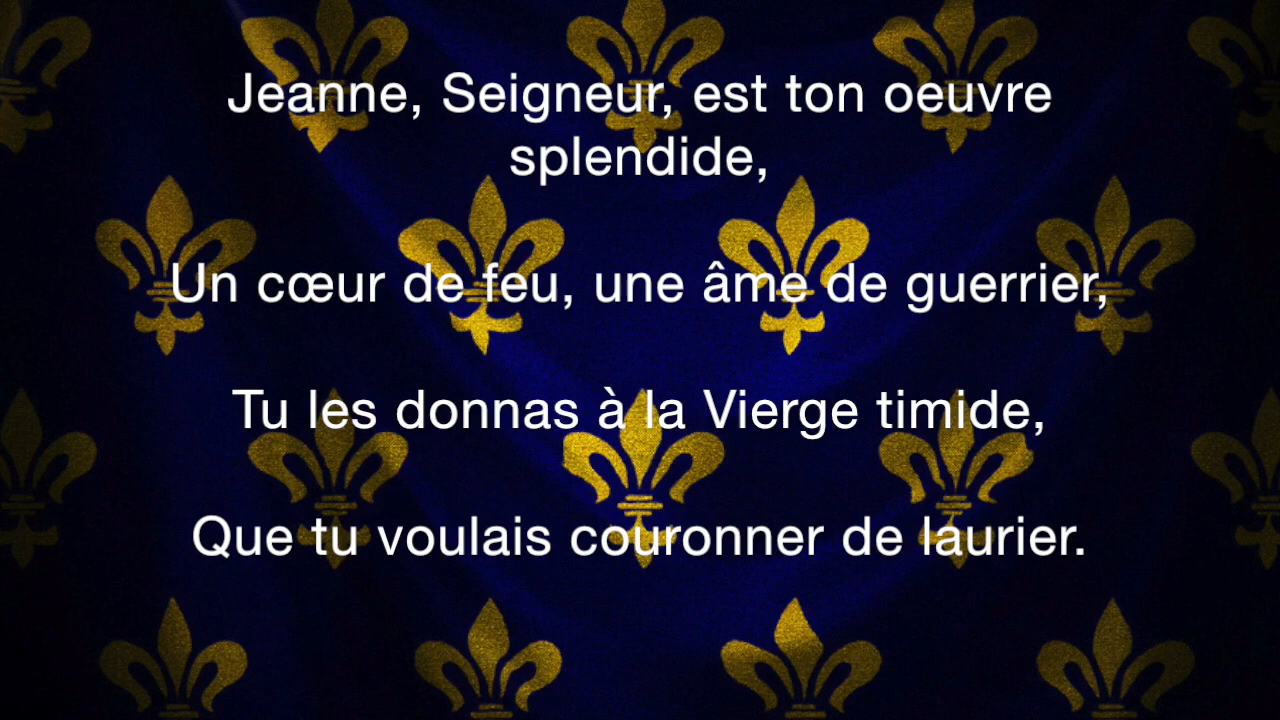 Jeanne, Seigneur, est ton oeuvre
splendide,
Un cœur de feu, une âme de guerrier,
Tu les donnas à la Vierge timide,
Que tu voulais couronner de laurier.